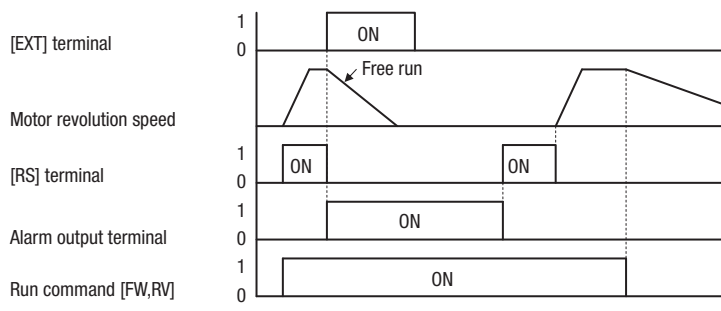 1
[EXT] terminal
ON
0
Free run
Motor revolution speed
1
[RS] terminal
ON
ON
0
1
Alarm output terminal
ON
0
1
Run command [FW,RV]
ON
0